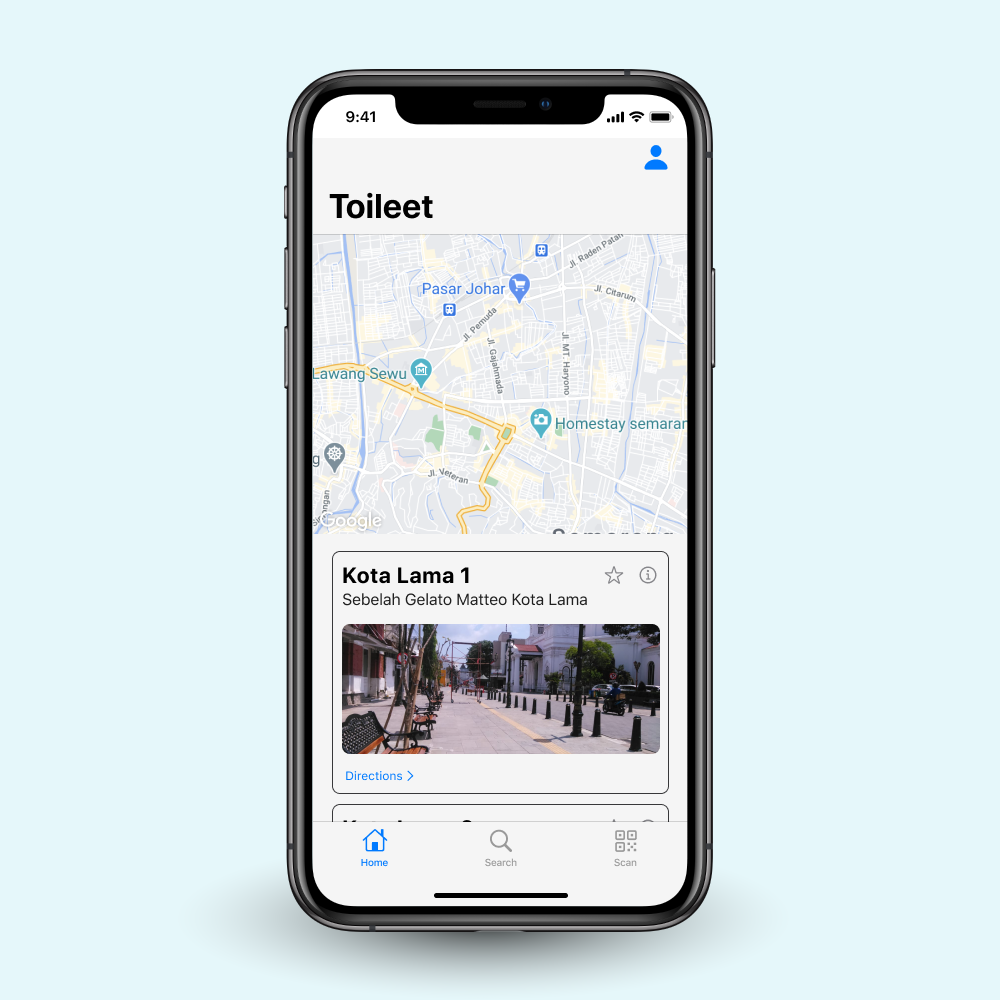 9:41
Toileet
Jl. Raden Patah
Pasar Johar
Jl. Citarum
Jl. Pemuda
Jl. Gajahmada
Jl. MT. Haryono
Lawang Sewu
Homestay semaran
g
Jl. Veteran
Google
Semarang
Kota Lama 1
Sebelah Gelato Matteo Kota Lama
Directions
Home
Search
Scan